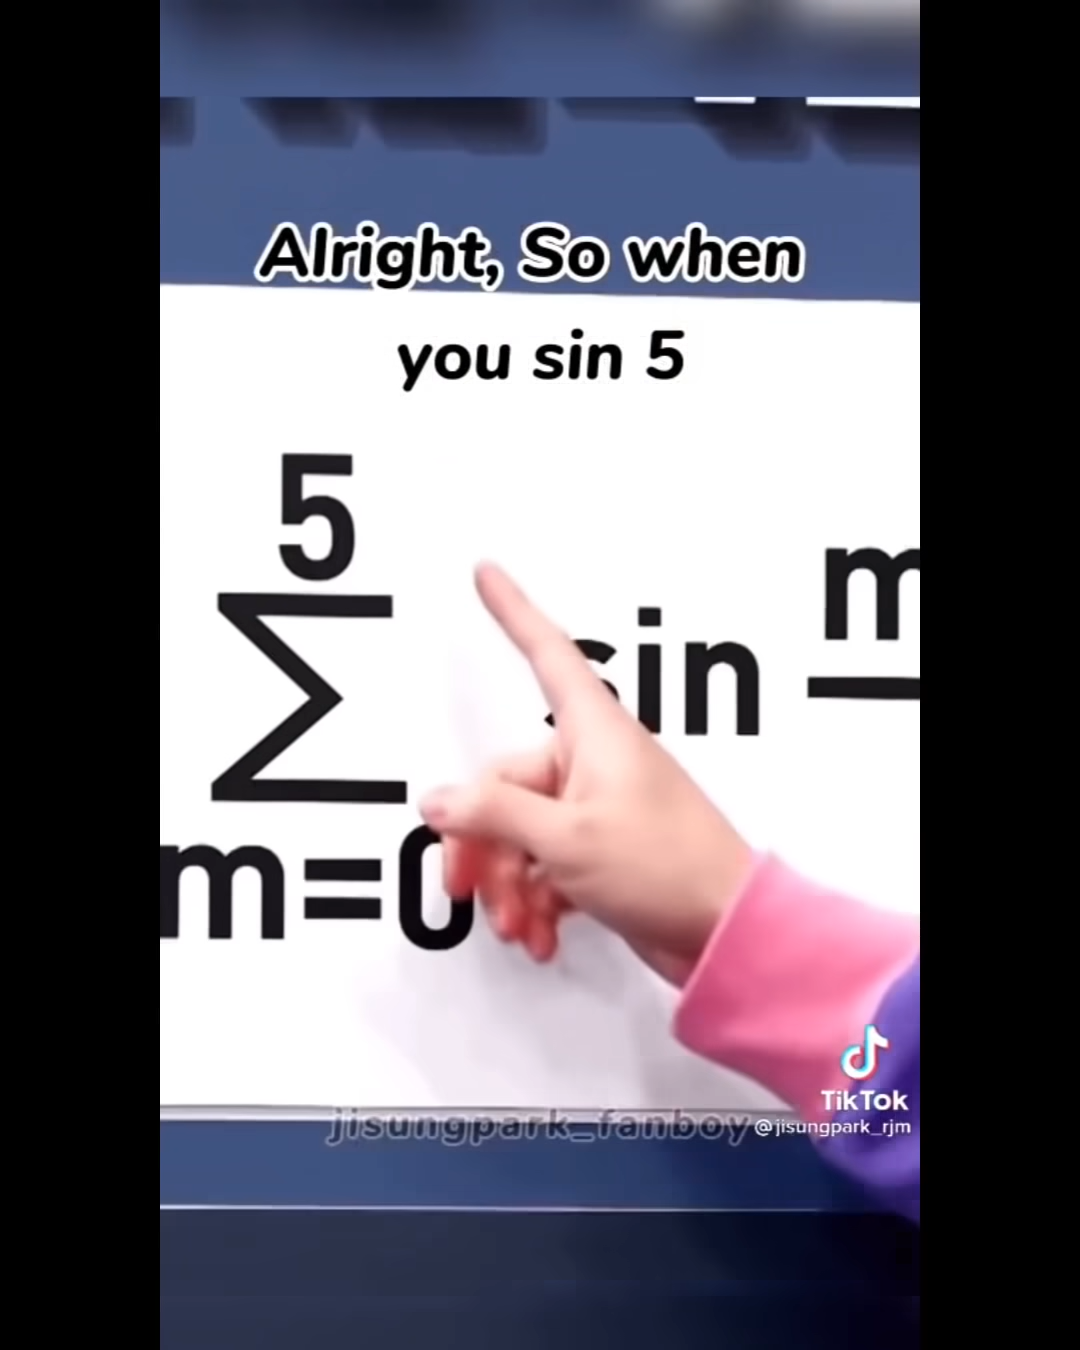 Alright, So when
you sin 5
5
∑ sin m
m=0
TikTok
jisungpark_fanboy
@jisungpark_rjm